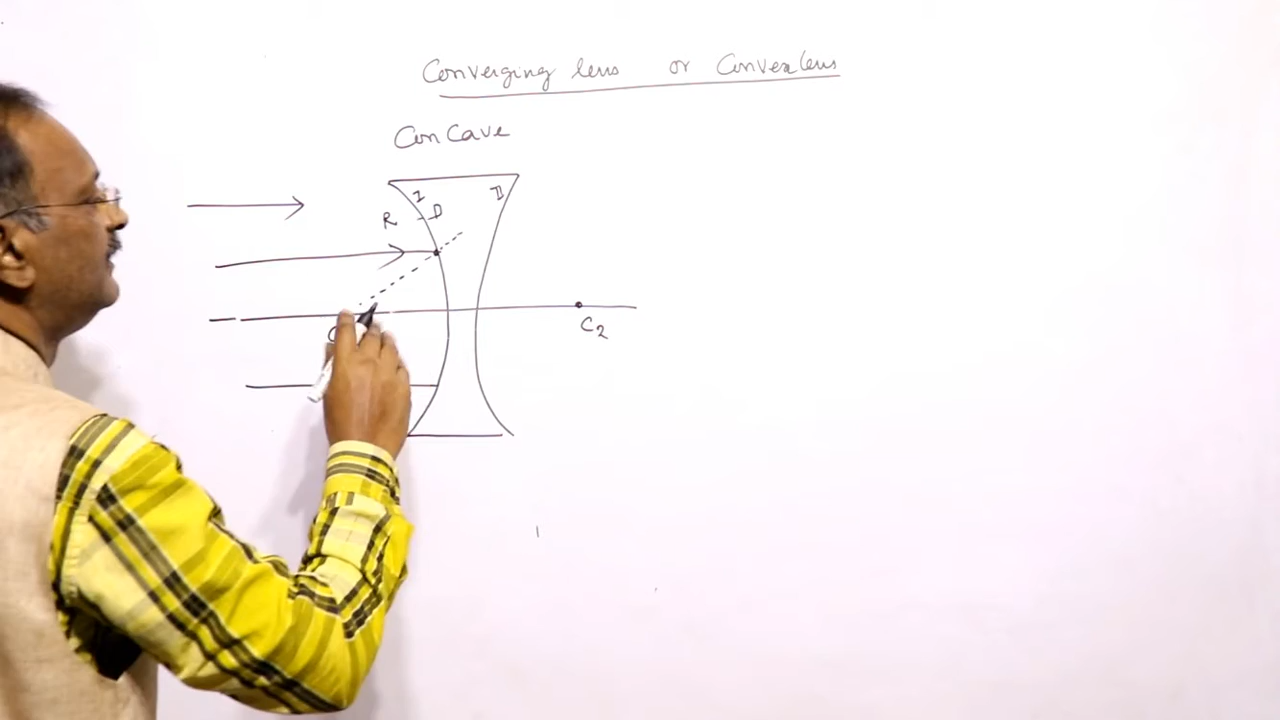 Converging lens or Convex lens
Concave
I II
R D
C
C2